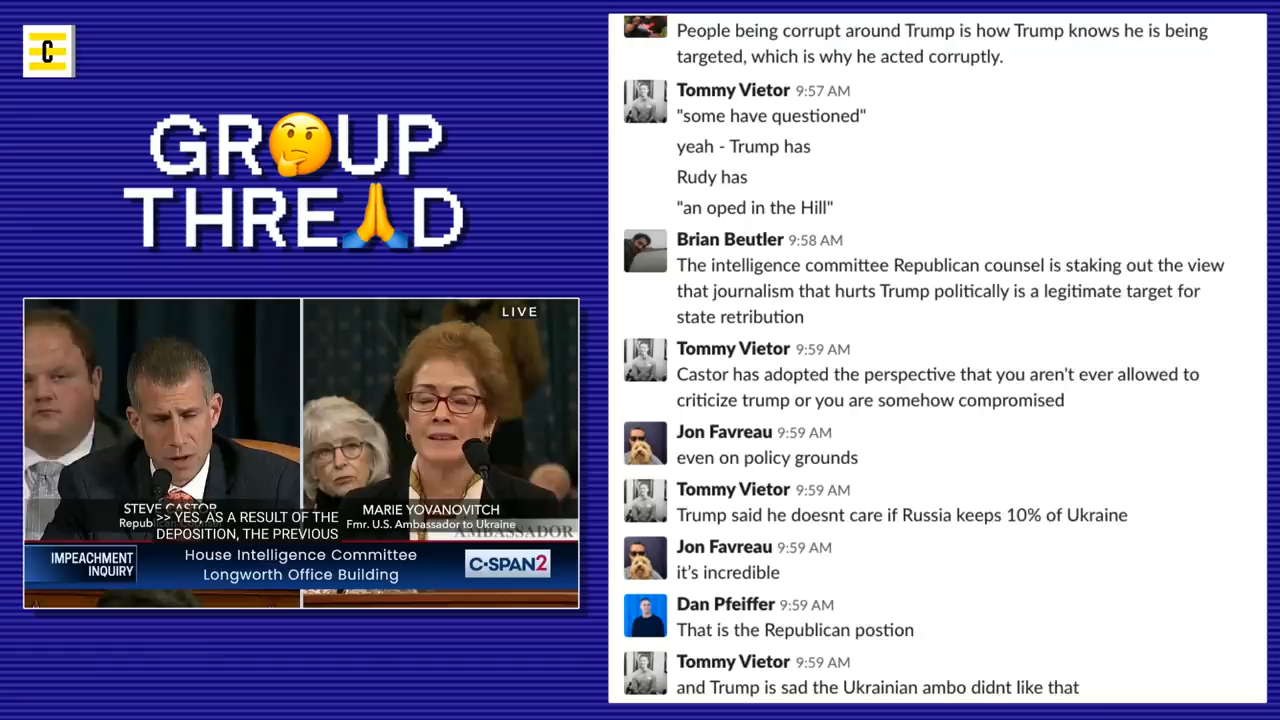 C
GR🤔UP
THRE🙏D
LIVE
STEVE CASTOR
Republ
>> YES, AS A RESULT OF THE
DEPOSITION, THE PREVIOUS
MARIE YOVANOVITCH
Fmr. U.S. Ambassador to Ukraine
AMBASSADOR
IMPEACHMENT
INQUIRY
House Intelligence Committee
Longworth Office Building
C-SPAN2
People being corrupt around Trump is how Trump knows he is being
targeted, which is why he acted corruptly.
Tommy Vietor 9:57 AM
"some have questioned"
yeah - Trump has
Rudy has
"an oped in the Hill"
Brian Beutler 9:58 AM
The intelligence committee Republican counsel is staking out the view
that journalism that hurts Trump politically is a legitimate target for
state retribution
Tommy Vietor 9:59 AM
Castor has adopted the perspective that you aren't ever allowed to
criticize trump or you are somehow compromised
Jon Favreau 9:59 AM
even on policy grounds
Tommy Vietor 9:59 AM
Trump said he doesnt care if Russia keeps 10% of Ukraine
Jon Favreau 9:59 AM
it's incredible
Dan Pfeiffer 9:59 AM
That is the Republican postion
Tommy Vietor 9:59 AM
and Trump is sad the Ukrainian ambo didnt like that